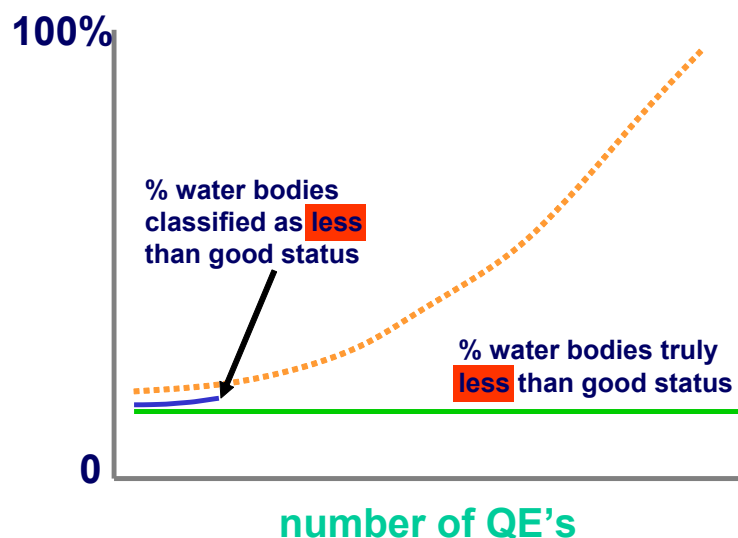 100%
% water bodies
classified as less
than good status
% water bodies truly
less than good status
0
number of QE's